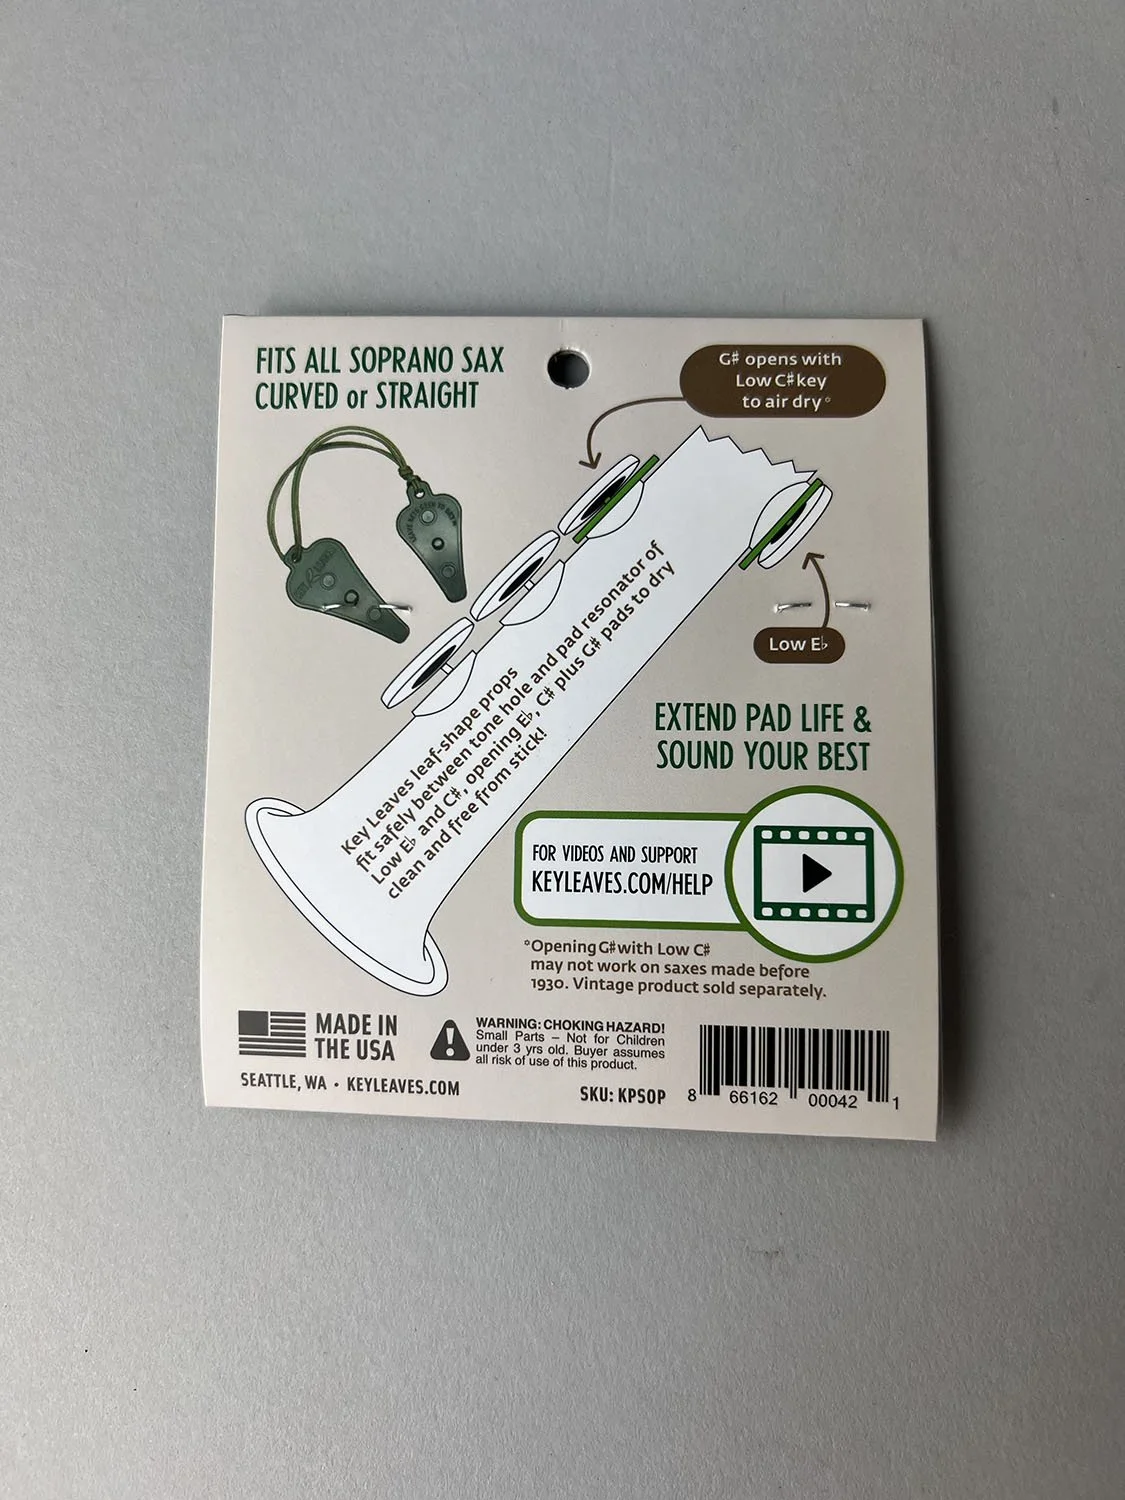 FITS ALL SOPRANO SAX
CURVED or STRAIGHT
G♯ opens with
Low C♯ key
to air dry°
Low E♭
Key Leaves leaf-shape props
fit safely between tone hole and pad resonator of
Low E♭ and C♯, opening E♭, C♯ plus G♯ pads to dry
clean and free from stick!
EXTEND PAD LIFE &
SOUND YOUR BEST
FOR VIDEOS AND SUPPORT
KEYLEAVES.COM/HELP
°Opening G♯ with Low C♯
may not work on saxes made before
1930. Vintage product sold separately.
MADE IN
THE USA
SEATTLE, WA • KEYLEAVES.COM
WARNING: CHOKING HAZARD!
Small Parts – Not for Children
under 3 yrs old. Buyer assumes
all risk of use of this product.
SKU: KPSOP
8 66162 00042 1